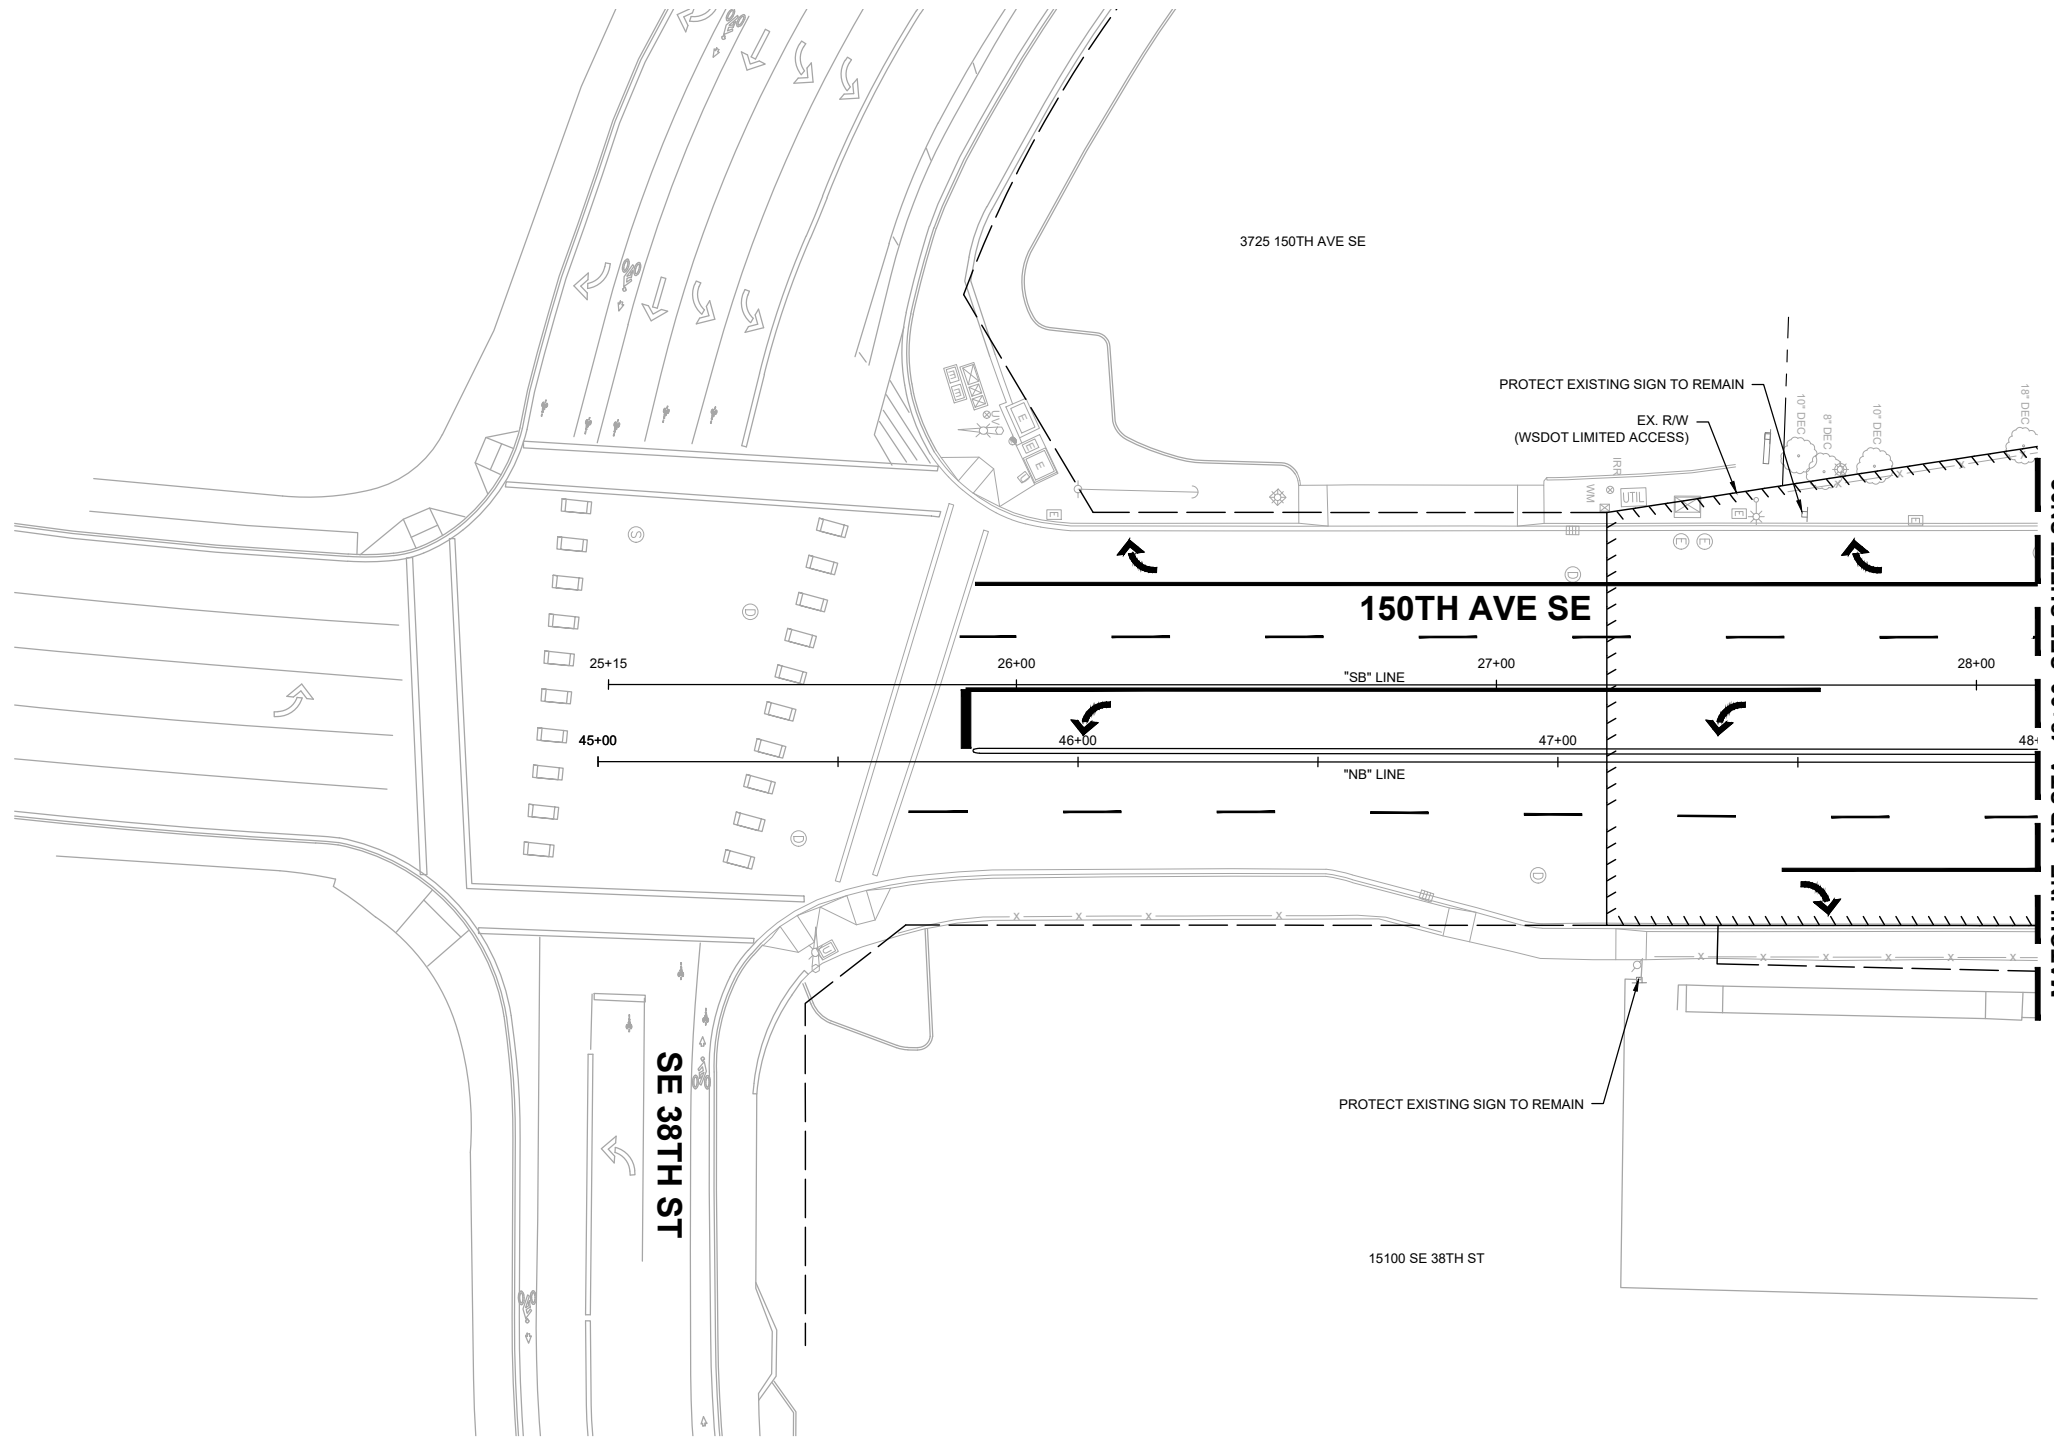 3725 150TH AVE SE
PROTECT EXISTING SIGN TO REMAIN
EX. R/W
(WSDOT LIMITED ACCESS)
10" DEC
8" DEC
10" DEC
18" DEC
IRR
WM
UTIL
UV
E
E
E
E
E
E
E
E
E
E
E
S
D
D
D
D
U
150TH AVE SE
25+15
26+00
27+00
28+00
"SB" LINE
45+00
46+00
47+00
48+
"NB" LINE
X X X X
X X X X X X
SE 38TH ST
PROTECT EXISTING SIGN TO REMAIN
15100 SE 38TH ST